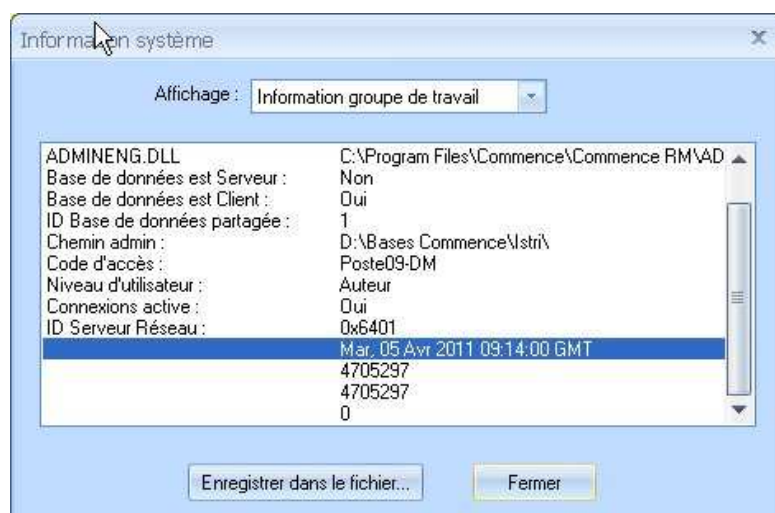 Information système
Affichage : Information groupe de travail
ADMINENG.DLL C:\Program Files\Commence\Commence RM\AD
Base de données est Serveur : Non
Base de données est Client : Oui
ID Base de données partagée : 1
Chemin admin : D:\Bases Commence\Istri\
Code d'accès : Poste09-DM
Niveau d'utilisateur : Auteur
Connexions active : Oui
ID Serveur Réseau : 0x6401
Mar, 05 Avr 2011 09:14:00 GMT
4705297
4705297
0
Enregistrer dans le fichier... Fermer